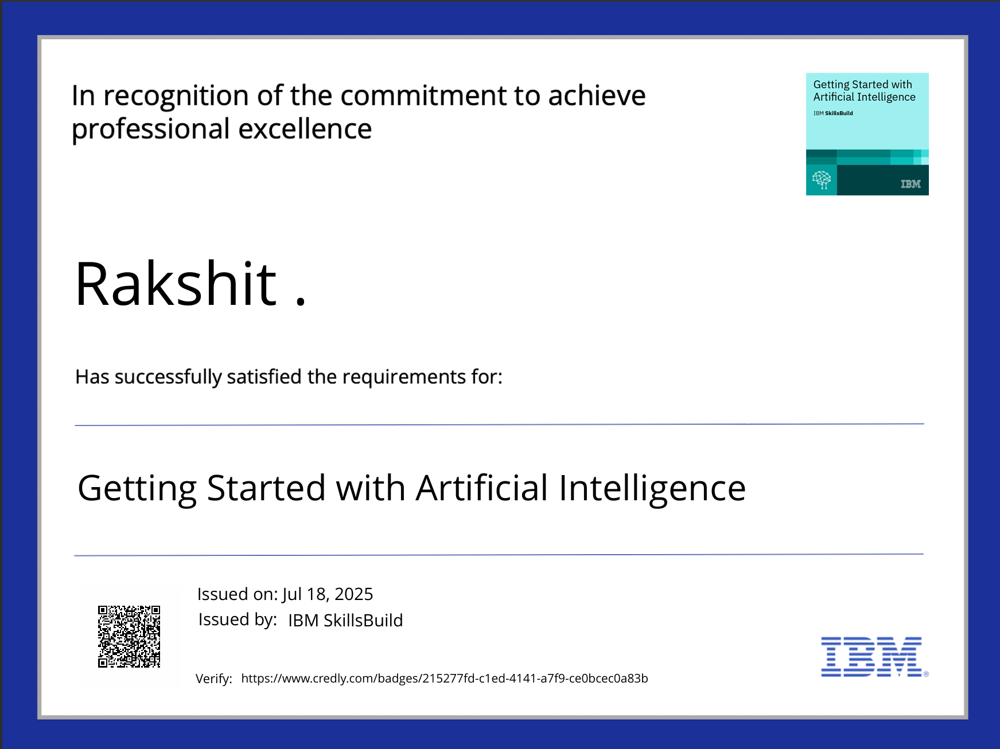 In recognition of the commitment to achieve
professional excellence
Getting Started with
Artificial Intelligence
IBM SkillsBuild
IBM
Rakshit .
Has successfully satisfied the requirements for:
Getting Started with Artificial Intelligence
Issued on: Jul 18, 2025
Issued by: IBM SkillsBuild
Verify: https://www.credly.com/badges/215277fd-c1ed-4141-a7f9-ce0bcec0a83b
IBM®